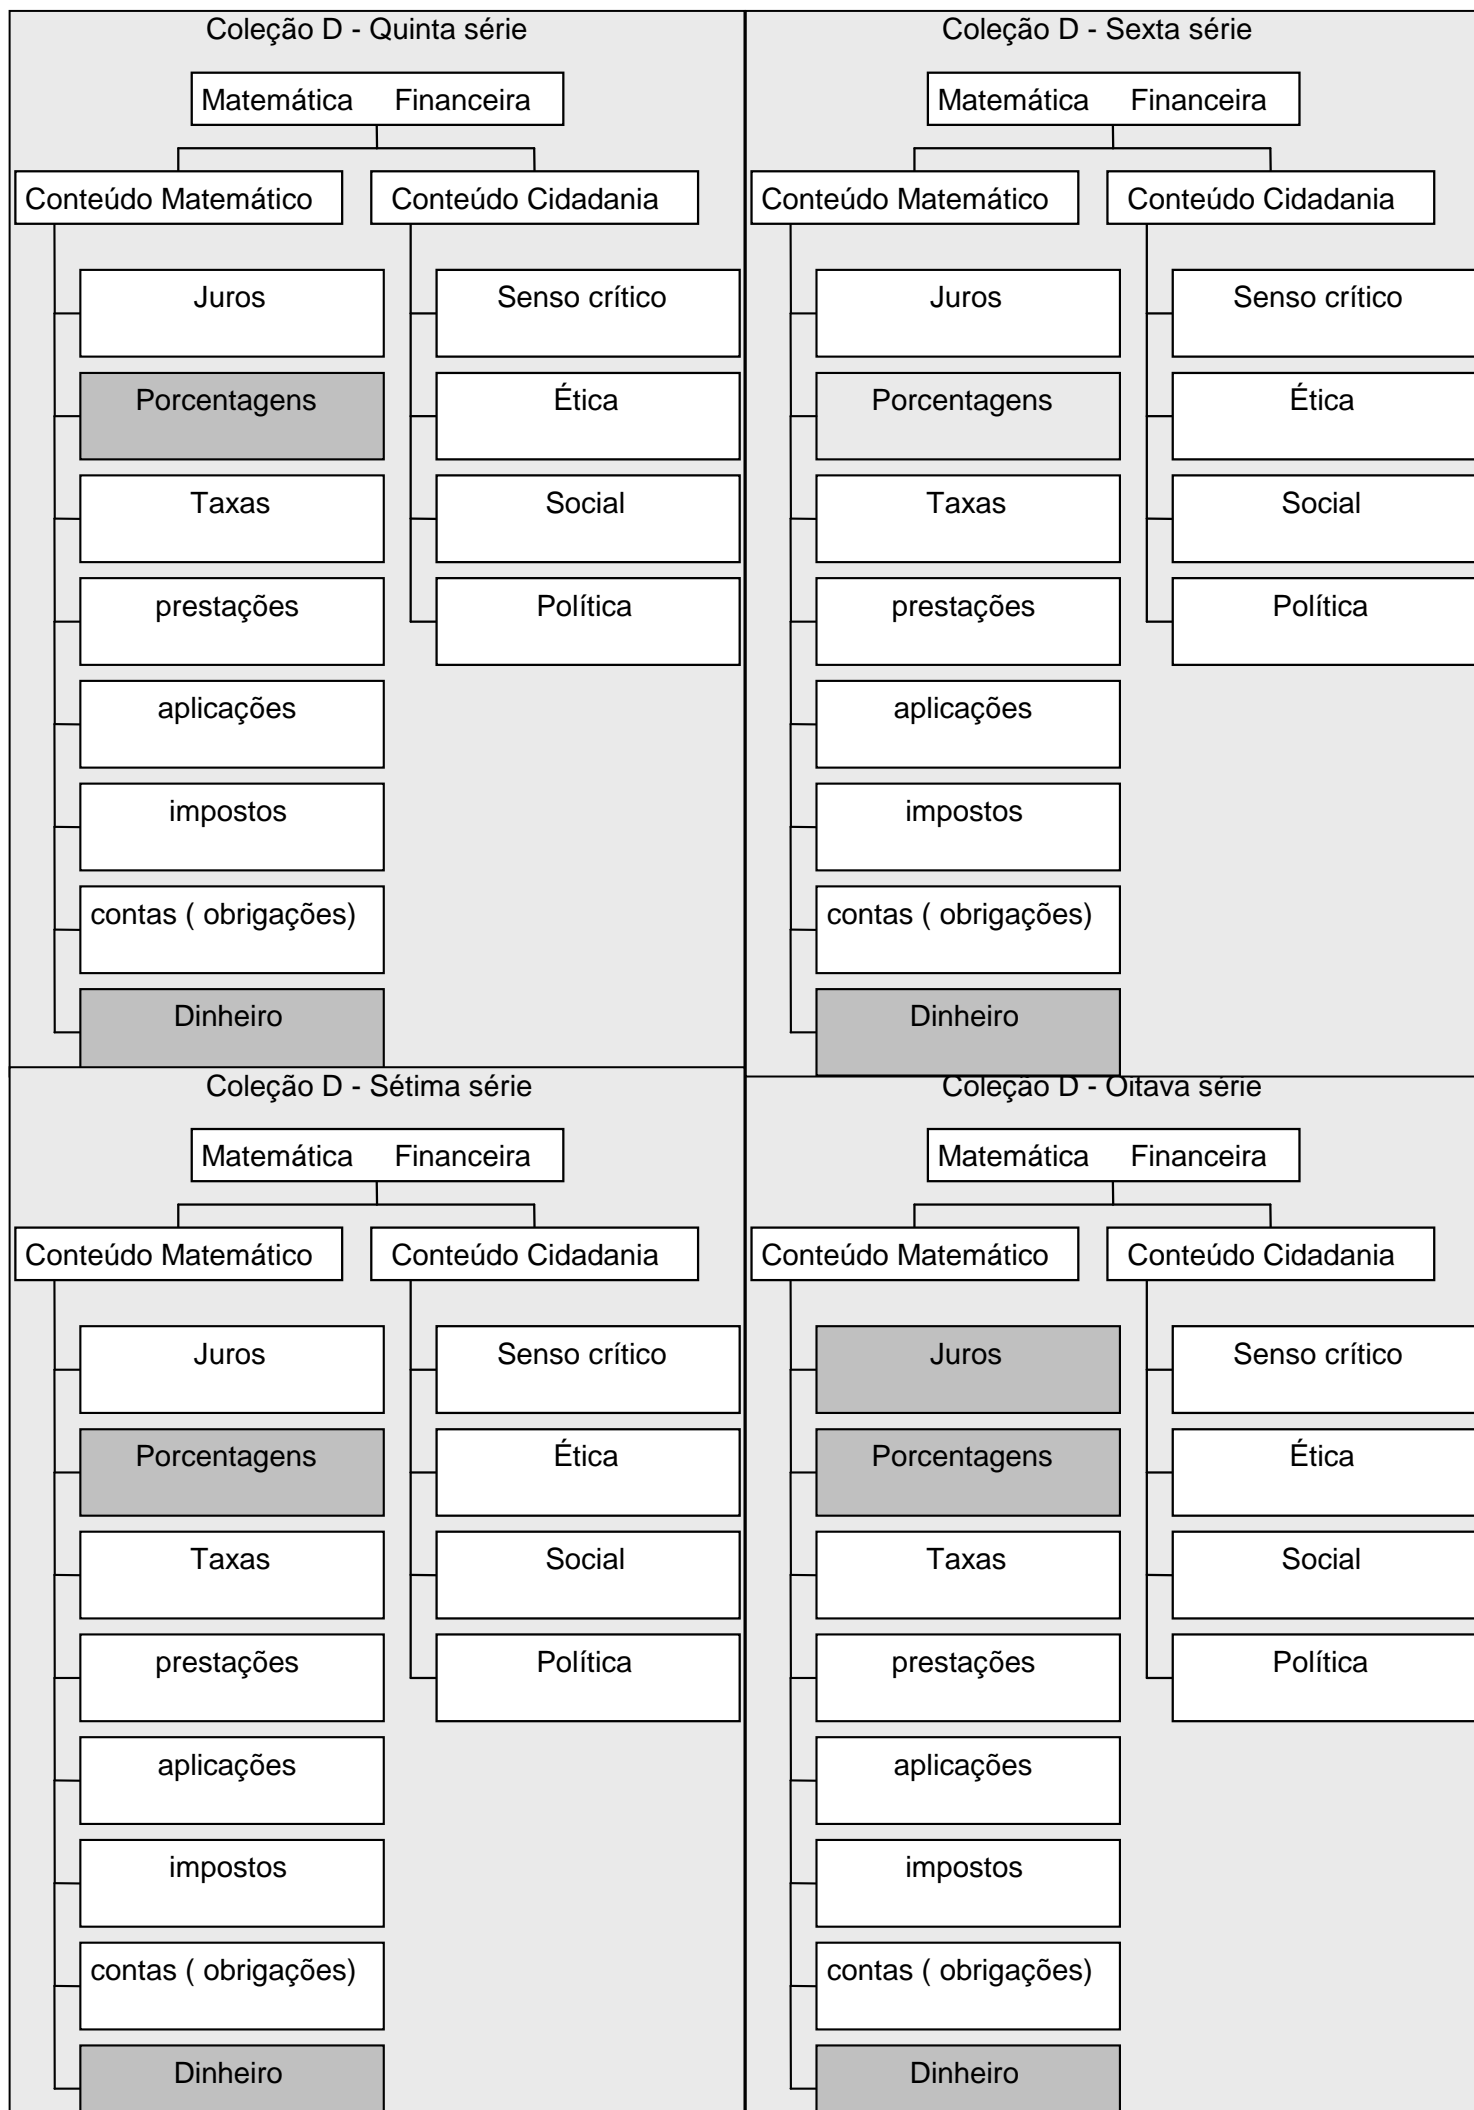 Coleção D - Quinta série
Matemática Financeira
Conteúdo Matemático
Conteúdo Cidadania
Juros
Porcentagens
Taxas
prestações
aplicações
impostos
contas ( obrigações)
Dinheiro
Senso crítico
Ética
Social
Política
Coleção D - Sexta série
Matemática Financeira
Conteúdo Matemático
Conteúdo Cidadania
Juros
Porcentagens
Taxas
prestações
aplicações
impostos
contas ( obrigações)
Dinheiro
Senso crítico
Ética
Social
Política
Coleção D - Sétima série
Matemática Financeira
Conteúdo Matemático
Conteúdo Cidadania
Juros
Porcentagens
Taxas
prestações
aplicações
impostos
contas ( obrigações)
Dinheiro
Senso crítico
Ética
Social
Política
Coleção D - Oitava série
Matemática Financeira
Conteúdo Matemático
Conteúdo Cidadania
Juros
Porcentagens
Taxas
prestações
aplicações
impostos
contas ( obrigações)
Dinheiro
Senso crítico
Ética
Social
Política